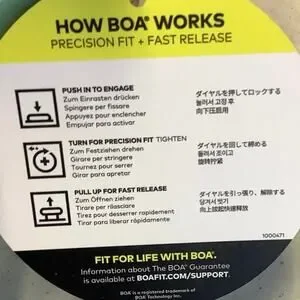 HOW BOA® WORKS
PRECISION FIT + FAST RELEASE
PUSH IN TO ENGAGE
Zum Einrasten drücken
Spingere per fissare
Appuyez pour enclencher
Empujar para activar
ダイヤルを押してロックする
눌러서 고정 후
向下压启用
TURN FOR PRECISION FIT TIGHTEN
Zum Festziehen drehen
Girare per stringere
Tournez pour serrer
Girar para apretar
ダイヤルを回して締める
돌려서 조이고
旋转拧紧
PULL UP FOR FAST RELEASE
Zum Öffnen ziehen
Tirare per rilasciare
Tirez pour desserrer rapidement
Tirar para liberar rápidamente
ダイヤルを引っ張り、解除する
당겨서 벗기
向上拔起快速释放
1000471
FIT FOR LIFE WITH BOA®.
Information about The BOA® Guarantee
is available at BOAFIT.COM/SUPPORT.
BOA® is a registered trademark of
BOA® Technology Inc.